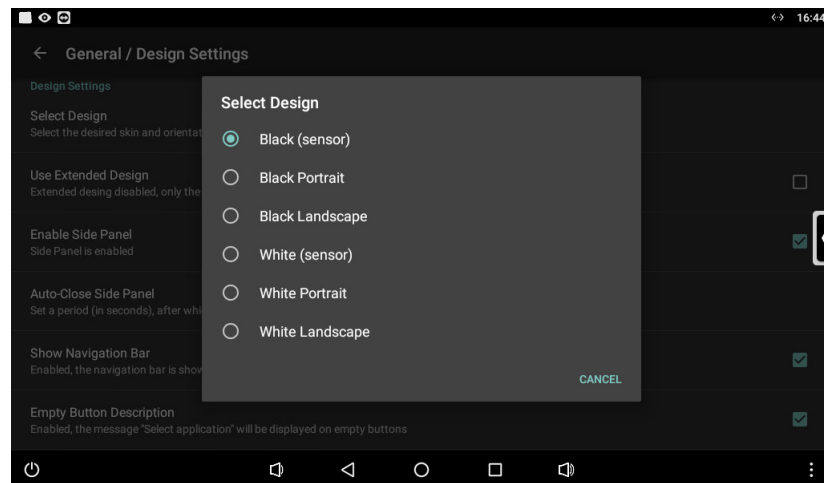 16:44
General / Design Settings
Design Settings
Select Design
Select the desired skin and orientat
Use Extended Design
Extended desing disabled, only the
Enable Side Panel
Side Panel is enabled
Auto-Close Side Panel
Set a period (in seconds), after whi
Show Navigation Bar
Enabled, the navigation bar is show
Empty Button Description
Enabled, the message "Select application" will be displayed on empty buttons
Select Design
Black (sensor)
Black Portrait
Black Landscape
White (sensor)
White Portrait
White Landscape
CANCEL